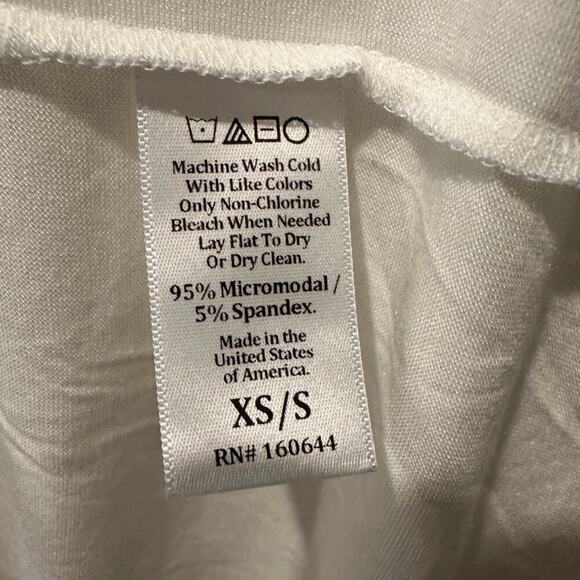 Machine Wash Cold
With Like Colors
Only Non-Chlorine
Bleach When Needed
Lay Flat To Dry
Or Dry Clean.
95% Micromodal /
5% Spandex.
Made in the
United States
of America.
XS/S
RN# 160644